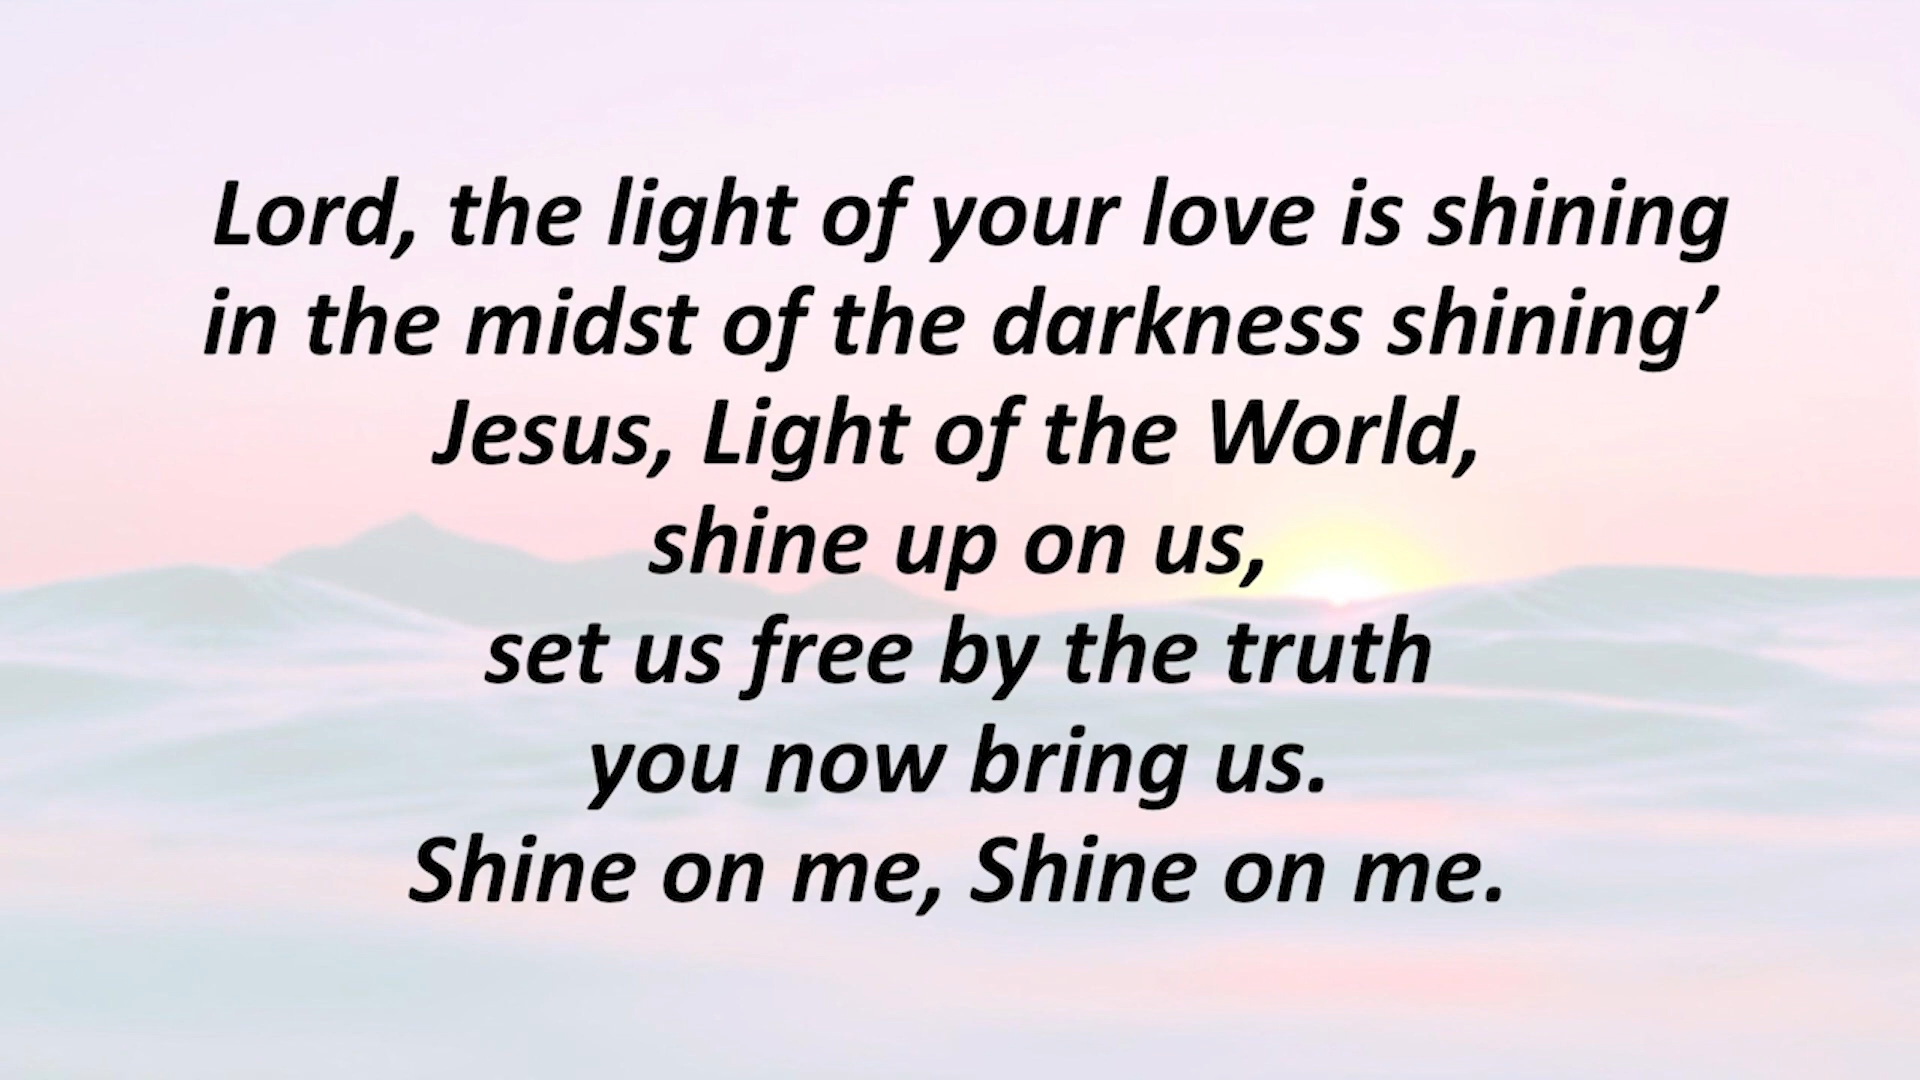 Lord, the light of your love is shining
in the midst of the darkness shining’
Jesus, Light of the World,
shine up on us,
set us free by the truth
you now bring us.
Shine on me, Shine on me.